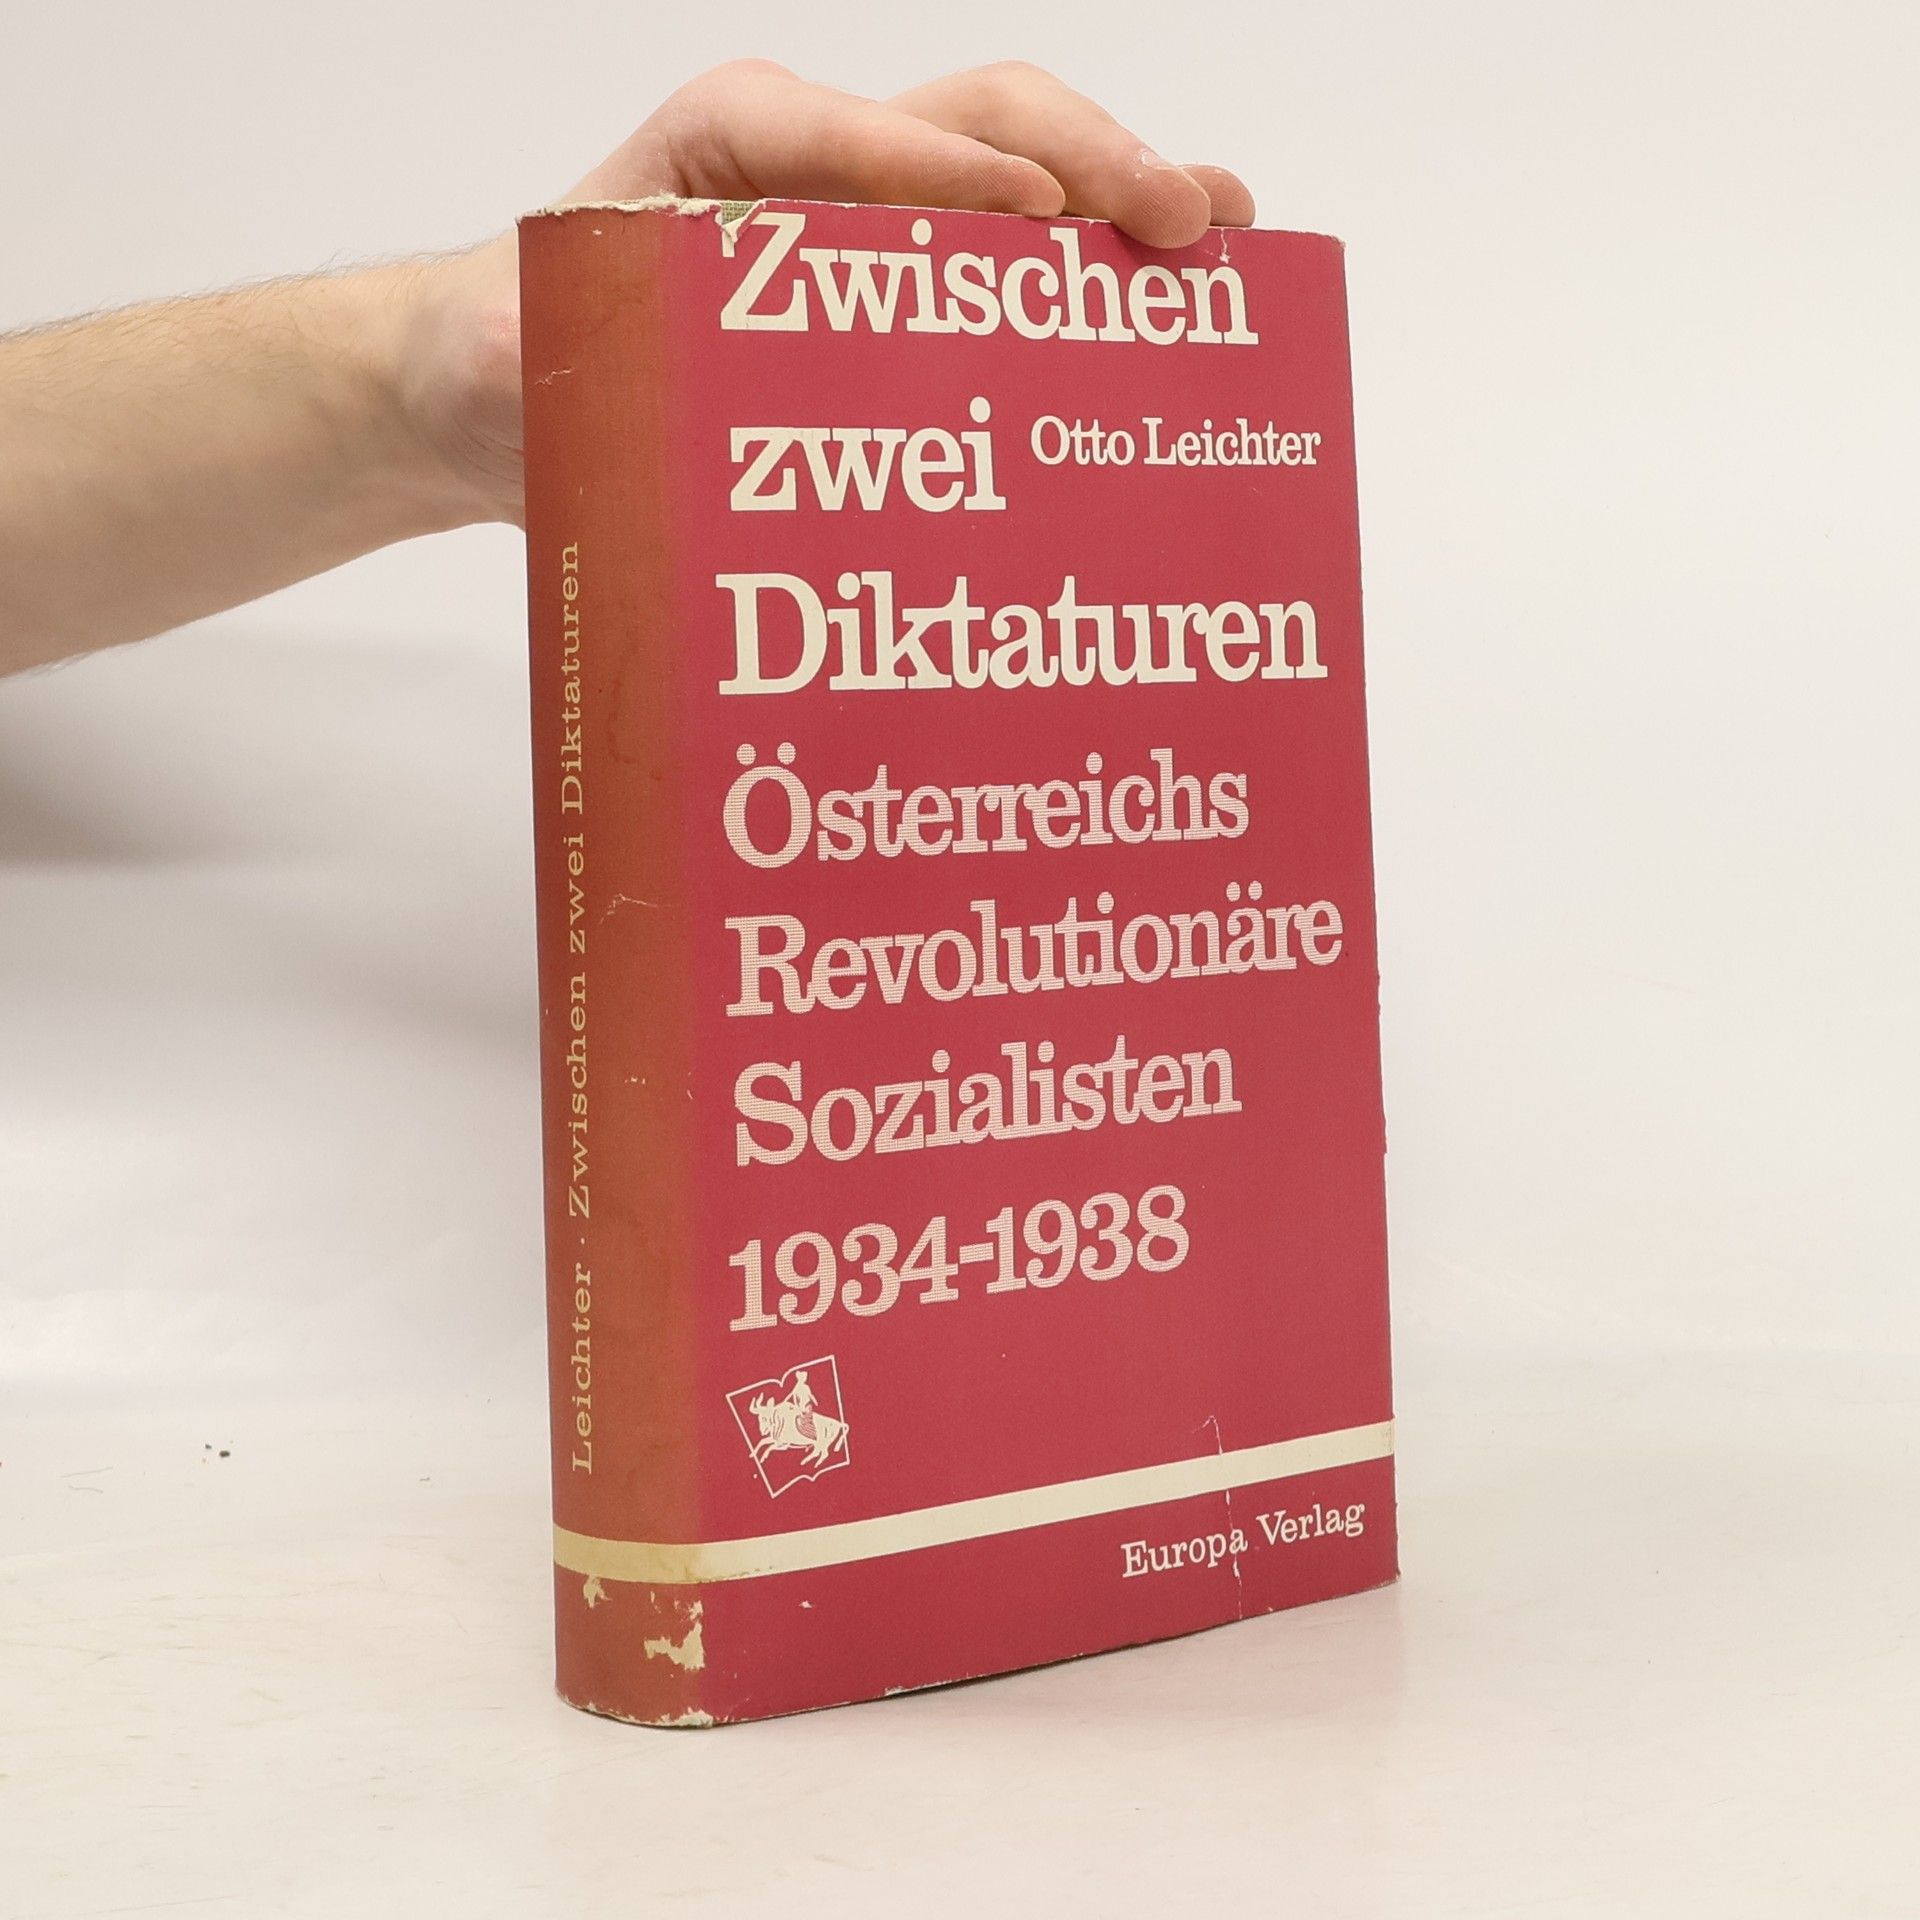 Zwischen
zwei Otto Leichter
Diktaturen
Österreichs
Revolutionäre
Sozialisten
1934-1938
Europa Verlag
Leichter · Zwischen zwei Diktaturen